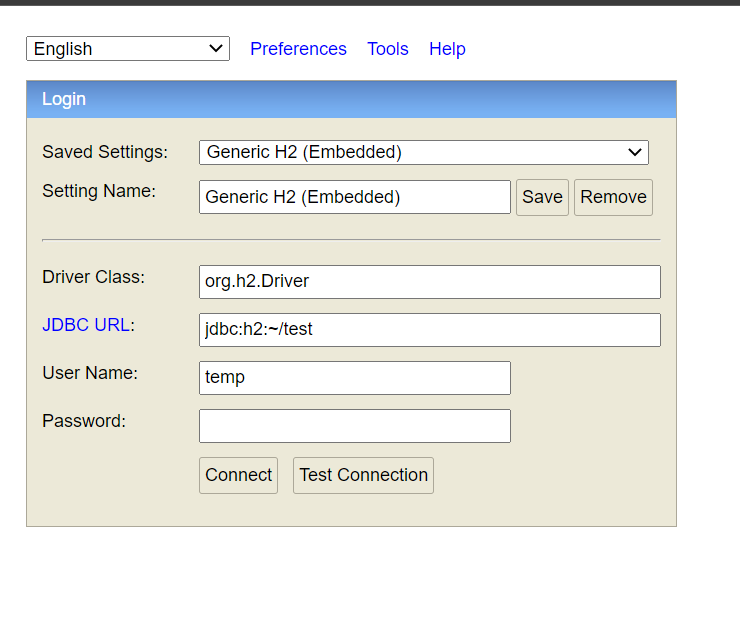 English Preferences Tools Help
Login
Saved Settings: Generic H2 (Embedded)
Setting Name: Generic H2 (Embedded) Save Remove
Driver Class: org.h2.Driver
JDBC URL: jdbc:h2:~/test
User Name: temp
Password:
Connect Test Connection